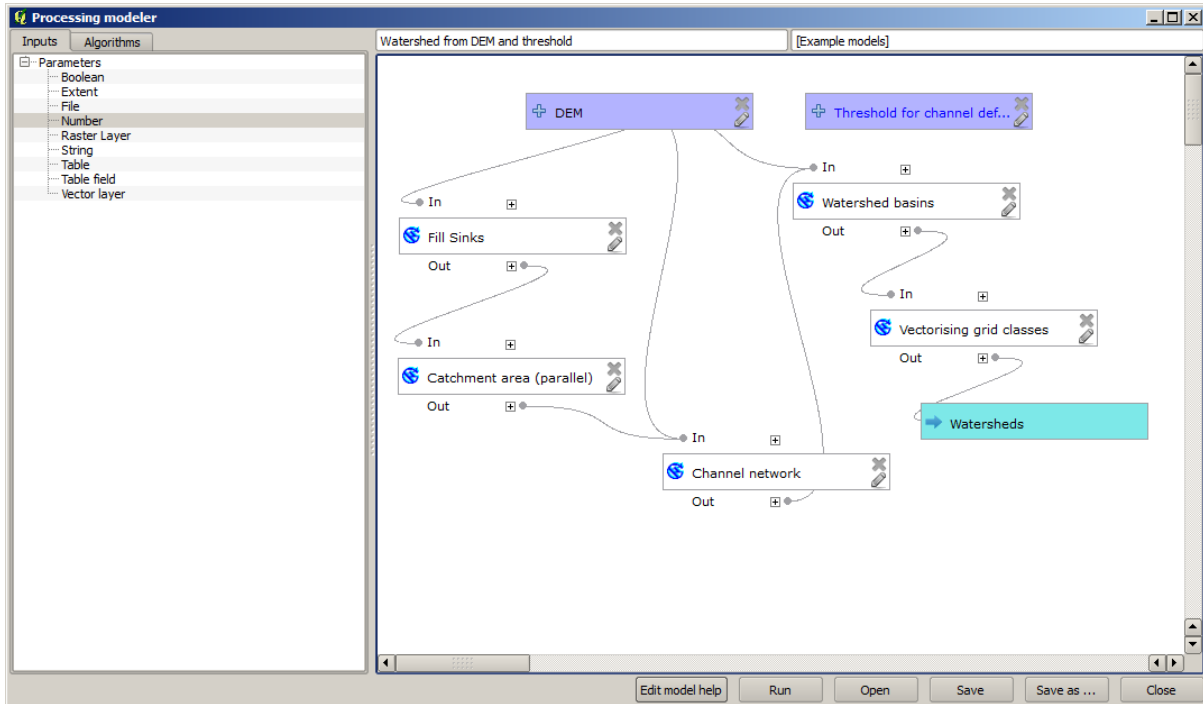 Processing modeler
Inputs
Algorithms
Parameters
Boolean
Extent
File
Number
Raster Layer
String
Table
Table field
Vector layer
Watershed from DEM and threshold
[Example models]
DEM
Threshold for channel def...
In
Watershed basins
Out
In
Fill Sinks
Out
In
Vectorising grid classes
Out
In
Catchment area (parallel)
Out
Watersheds
In
Channel network
Out
Edit model help
Run
Open
Save
Save as ...
Close